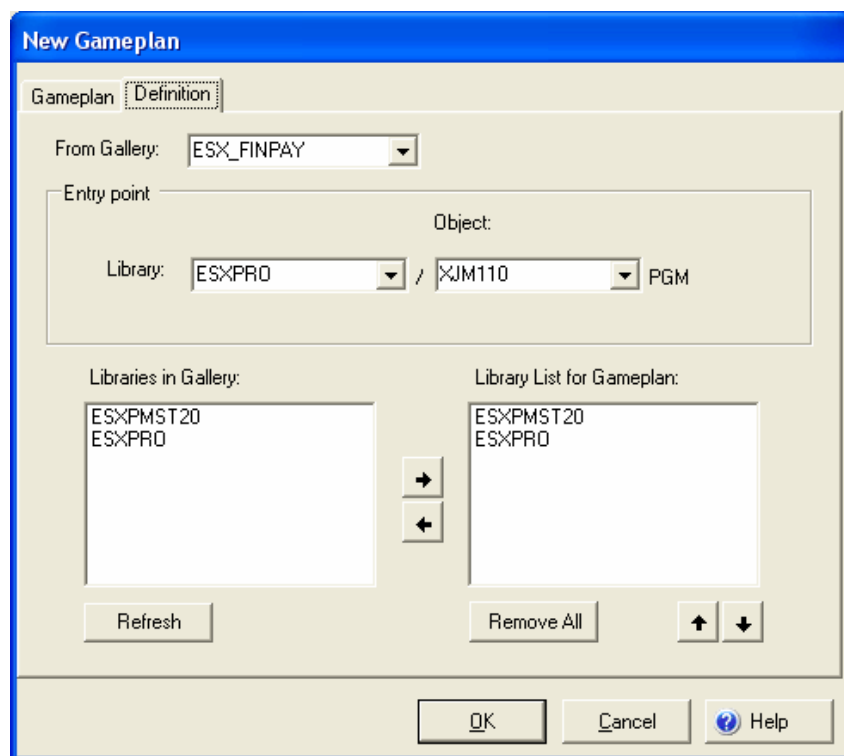 New Gameplan
Gameplan Definition
From Gallery: ESX_FINPAY
Entry point
Object:
Library: ESXPRO / XJM110 PGM
Libraries in Gallery: Library List for Gameplan:
ESXPMST20 ESXPMST20
ESXPRO ESXPRO
Refresh Remove All
OK Cancel Help